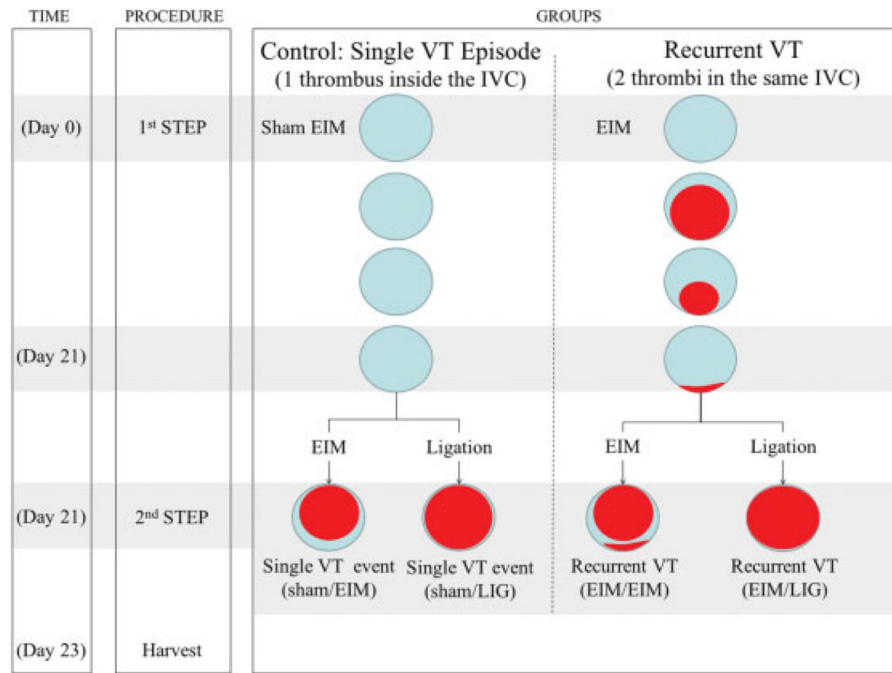 TIME
PROCEDURE
GROUPS
Control: Single VT Episode
(1 thrombus inside the IVC)
Recurrent VT
(2 thrombi in the same IVC)
(Day 0)
1st STEP
Sham EIM
EIM
(Day 21)
EIM
Ligation
EIM
Ligation
(Day 21)
2nd STEP
Single VT event
(sham/EIM)
Single VT event
(sham/LIG)
Recurrent VT
(EIM/EIM)
Recurrent VT
(EIM/LIG)
(Day 23)
Harvest